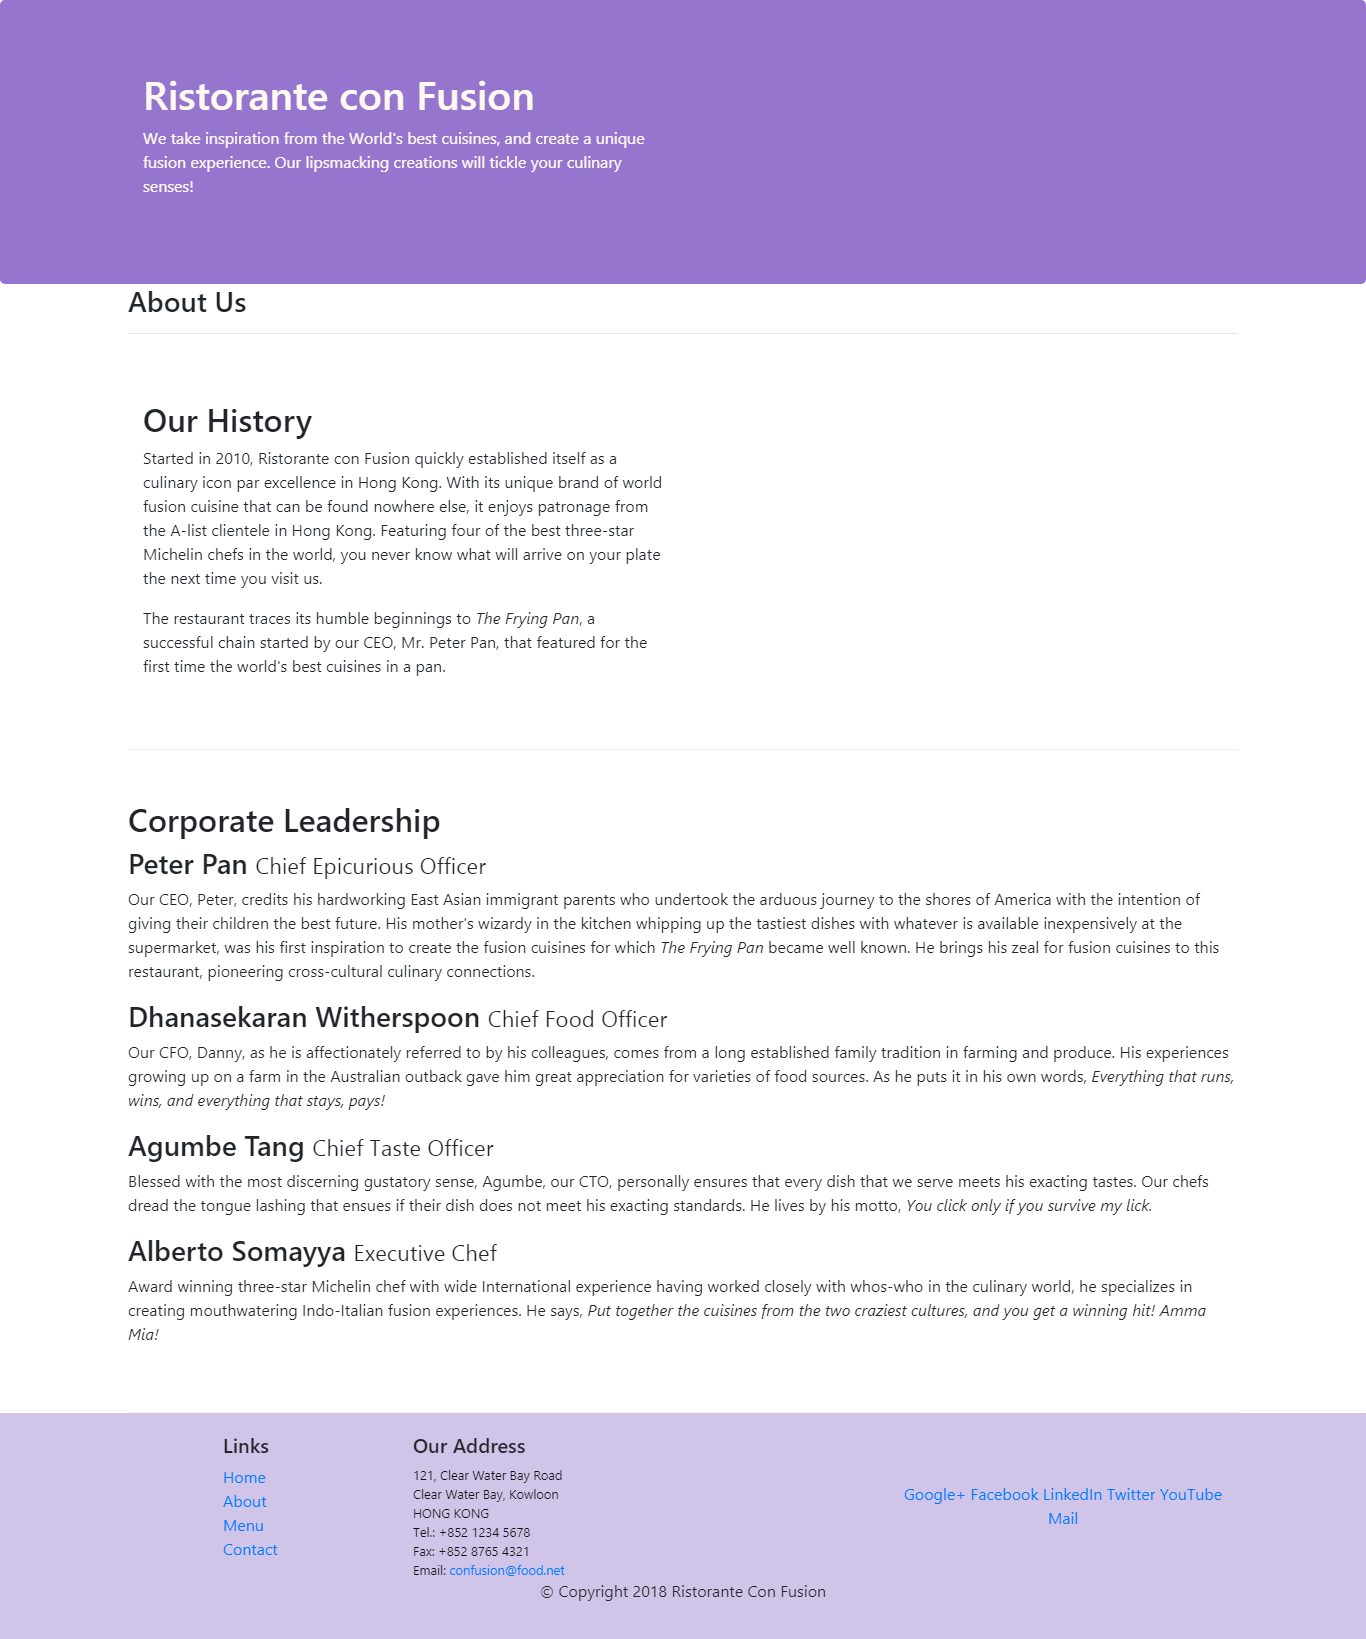 Ristorante con Fusion
We take inspiration from the World's best cuisines, and create a unique
fusion experience. Our lipsmacking creations will tickle your culinary
senses!
About Us
Our History
Started in 2010, Ristorante con Fusion quickly established itself as a
culinary icon par excellence in Hong Kong. With its unique brand of world
fusion cuisine that can be found nowhere else, it enjoys patronage from
the A-list clientele in Hong Kong. Featuring four of the best three-star
Michelin chefs in the world, you never know what will arrive on your plate
the next time you visit us.
The restaurant traces its humble beginnings to The Frying Pan, a
successful chain started by our CEO, Mr. Peter Pan, that featured for the
first time the world's best cuisines in a pan.
Corporate Leadership
Peter Pan Chief Epicurious Officer
Our CEO, Peter, credits his hardworking East Asian immigrant parents who undertook the arduous journey to the shores of America with the intention of
giving their children the best future. His mother's wizardy in the kitchen whipping up the tastiest dishes with whatever is available inexpensively at the
supermarket, was his first inspiration to create the fusion cuisines for which The Frying Pan became well known. He brings his zeal for fusion cuisines to this
restaurant, pioneering cross-cultural culinary connections.
Dhanasekaran Witherspoon Chief Food Officer
Our CFO, Danny, as he is affectionately referred to by his colleagues, comes from a long established family tradition in farming and produce. His experiences
growing up on a farm in the Australian outback gave him great appreciation for varieties of food sources. As he puts it in his own words, Everything that runs,
wins, and everything that stays, pays!
Agumbe Tang Chief Taste Officer
Blessed with the most discerning gustatory sense, Agumbe, our CTO, personally ensures that every dish that we serve meets his exacting tastes. Our chefs
dread the tongue lashing that ensues if their dish does not meet his exacting standards. He lives by his motto, You click only if you survive my lick.
Alberto Somayya Executive Chef
Award winning three-star Michelin chef with wide International experience having worked closely with whos-who in the culinary world, he specializes in
creating mouthwatering Indo-Italian fusion experiences. He says, Put together the cuisines from the two craziest cultures, and you get a winning hit! Amma
Mia!
Links
Home
About
Menu
Contact
Our Address
121, Clear Water Bay Road
Clear Water Bay, Kowloon
HONG KONG
Tel.: +852 1234 5678
Fax: +852 8765 4321
Email: confusion@food.net
Google+ Facebook LinkedIn Twitter YouTube
Mail
© Copyright 2018 Ristorante Con Fusion